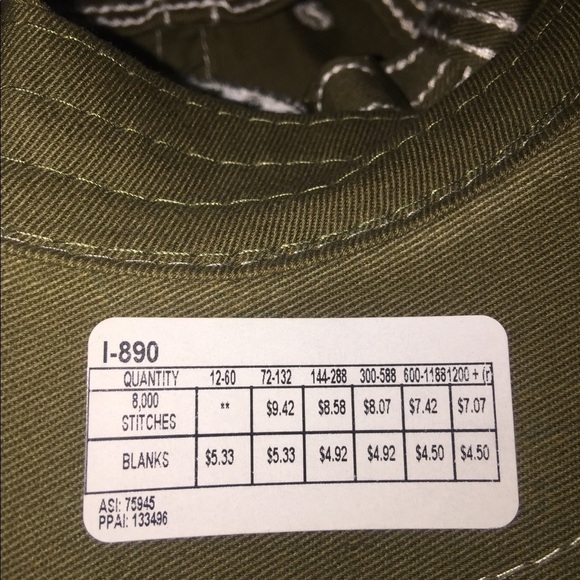 I-890
QUANTITY 12-60 72-132 144-288 300-588 600-1188 1200 + (r)
8,000 ** $9.42 $8.58 $8.07 $7.42 $7.07
STITCHES
BLANKS $5.33 $5.33 $4.92 $4.92 $4.50 $4.50
ASI: 75945
PPAI: 133496